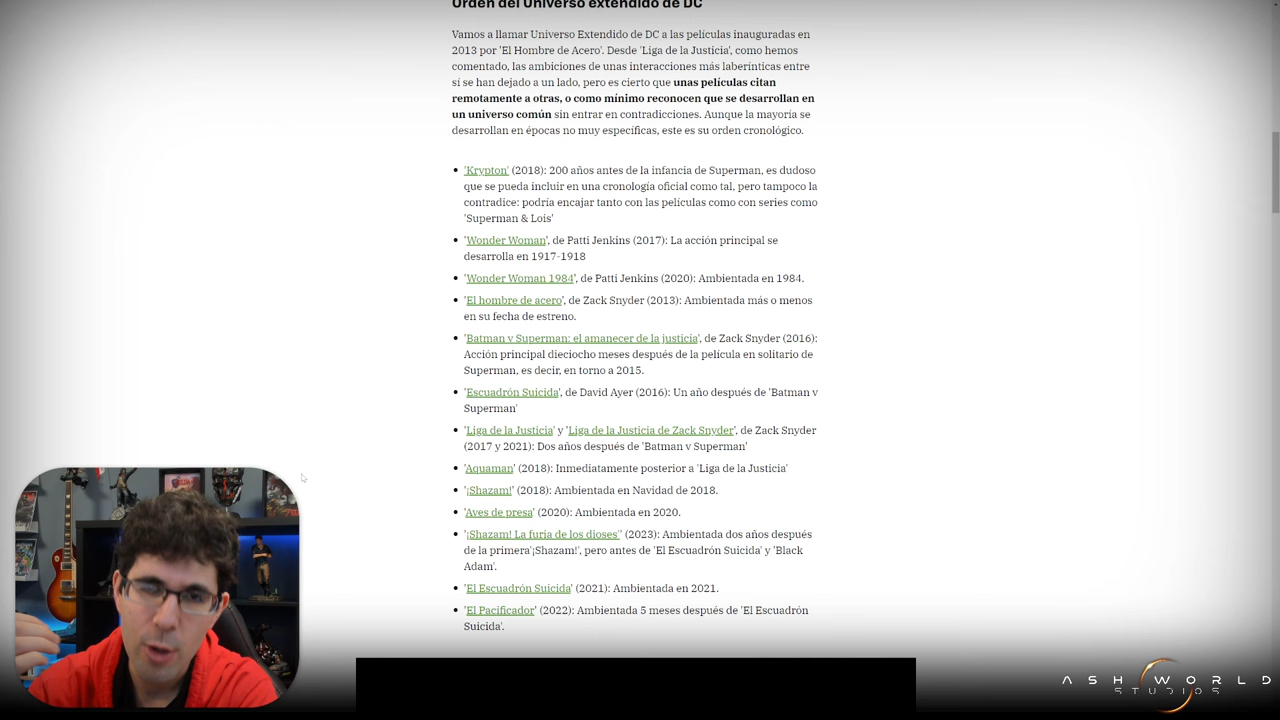 Orden del Universo extendido de DC
Vamos a llamar Universo Extendido de DC a las películas inauguradas en
2013 por 'El Hombre de Acero'. Desde 'Liga de la Justicia', como hemos
comentado, las ambiciones de unas interacciones más laberínticas entre
sí se han dejado a un lado, pero es cierto que unas películas citan
remotamente a otras, o como mínimo reconocen que se desarrollan en
un universo común sin entrar en contradicciones. Aunque la mayoría se
desarrollan en épocas no muy específicas, este es su orden cronológico.
• 'Krypton' (2018): 200 años antes de la infancia de Superman, es dudoso
que se pueda incluir en una cronología oficial como tal, pero tampoco la
contradice: podría encajar tanto con las películas como con series como
'Superman & Lois'
• 'Wonder Woman', de Patti Jenkins (2017): La acción principal se
desarrolla en 1917-1918
• 'Wonder Woman 1984', de Patti Jenkins (2020): Ambientada en 1984.
• 'El hombre de acero', de Zack Snyder (2013): Ambientada más o menos
en su fecha de estreno.
• 'Batman v Superman: el amanecer de la justicia', de Zack Snyder (2016):
Acción principal dieciocho meses después de la película en solitario de
Superman, es decir, en torno a 2015.
• 'Escuadrón Suicida', de David Ayer (2016): Un año después de 'Batman v
Superman'
• 'Liga de la Justicia' y 'Liga de la Justicia de Zack Snyder', de Zack Snyder
(2017 y 2021): Dos años después de 'Batman v Superman'
• 'Aquaman' (2018): Inmediatamente posterior a 'Liga de la Justicia'
• '¡Shazam!' (2018): Ambientada en Navidad de 2018.
• 'Aves de presa' (2020): Ambientada en 2020.
• '¡Shazam! La furia de los dioses'' (2023): Ambientada dos años después
de la primera'¡Shazam!', pero antes de 'El Escuadrón Suicida' y 'Black
Adam'.
• 'El Escuadrón Suicida' (2021): Ambientada en 2021.
• 'El Pacificador' (2022): Ambientada 5 meses después de 'El Escuadrón
Suicida'.
ASH WORLD
STUDIOS